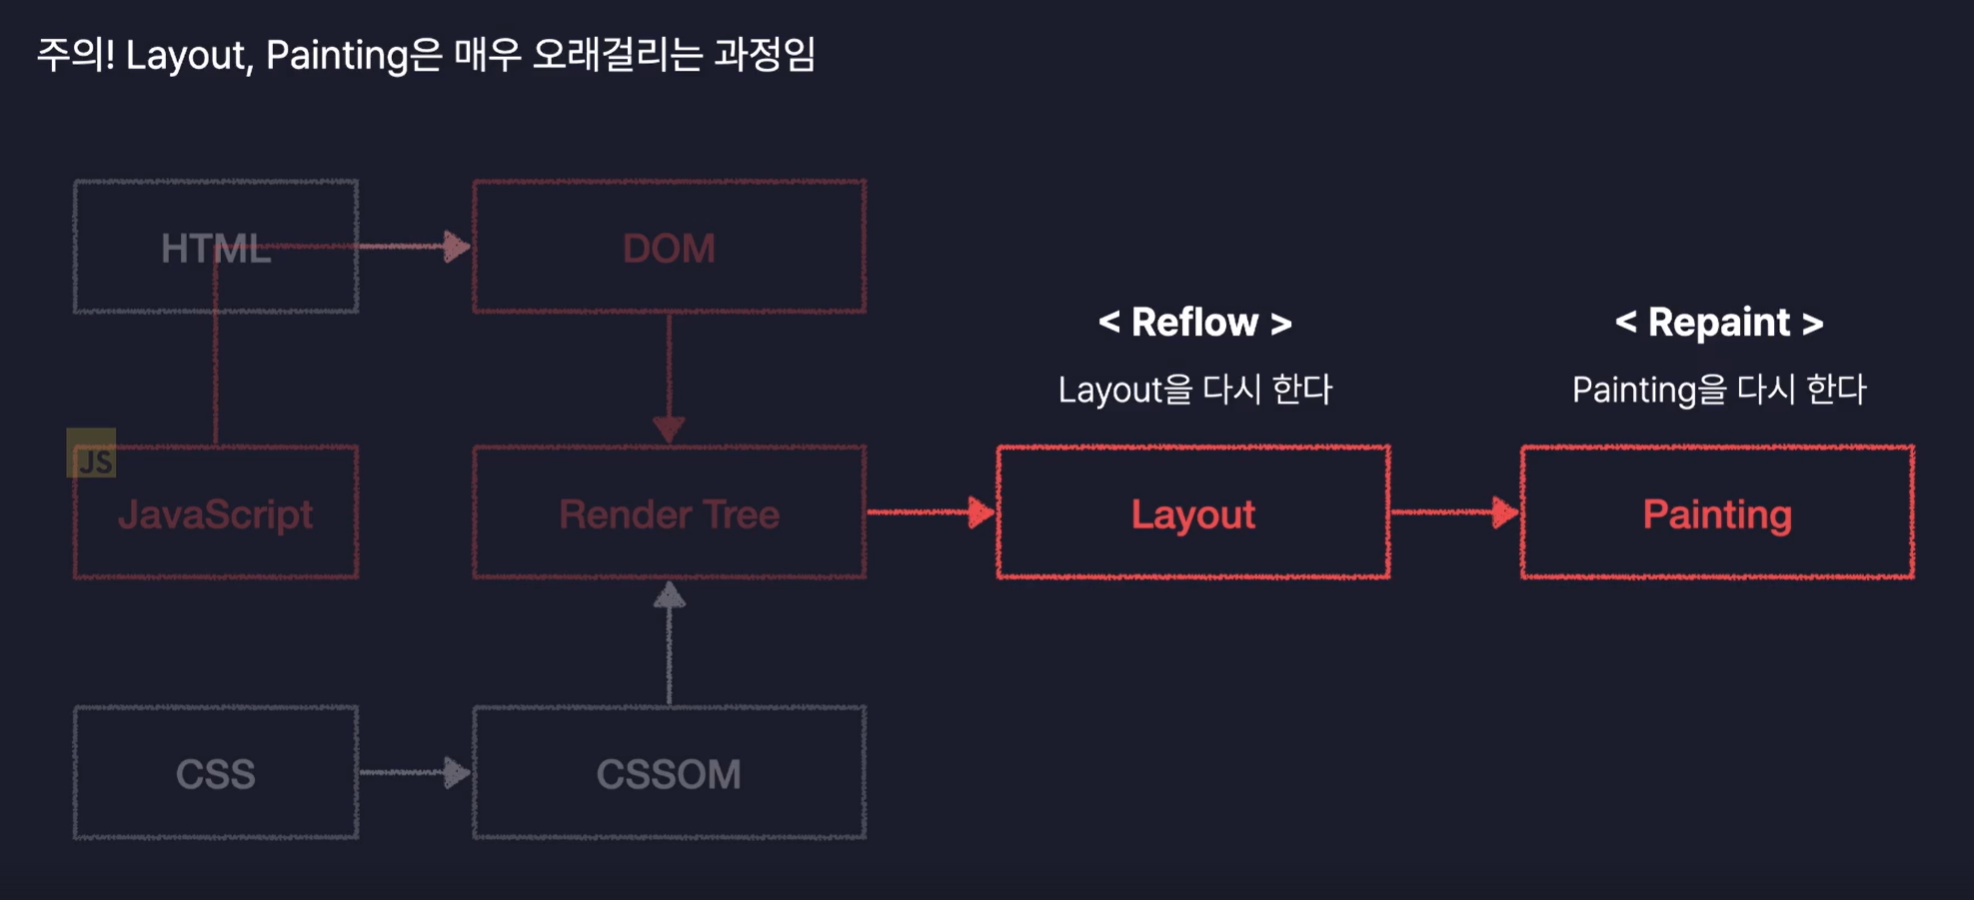 주의! Layout, Painting은 매우 오래걸리는 과정임
HTML
DOM
< Reflow >
Layout을 다시 한다
< Repaint >
Painting을 다시 한다
JS
JavaScript
Render Tree
Layout
Painting
CSS
CSSOM